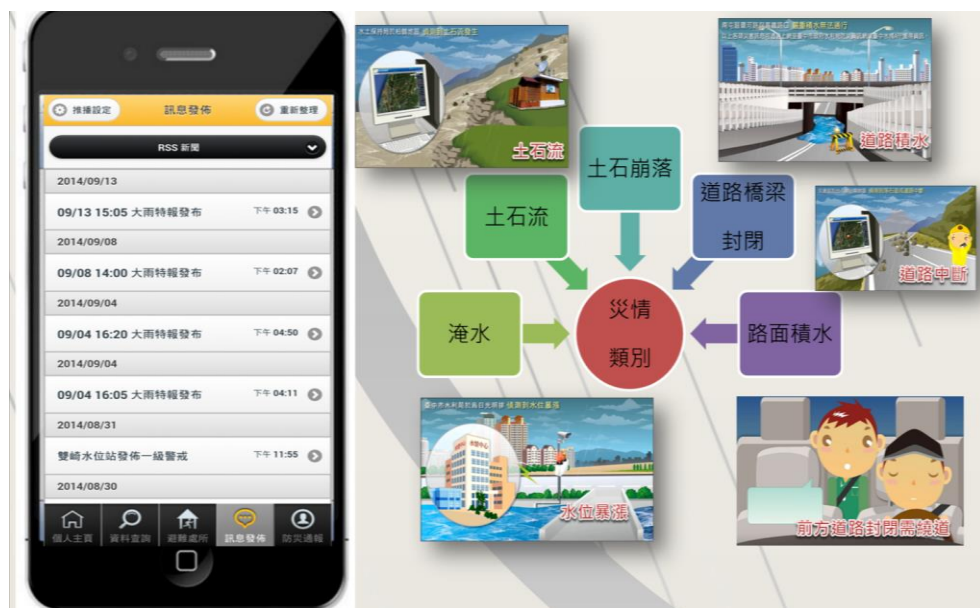 推播設定
訊息發佈
重新整理
RSS 新聞
2014/09/13
09/13 15:05 大雨特報發布 下午 03:15
2014/09/08
09/08 14:00 大雨特報發布 下午 02:07
2014/09/04
09/04 16:20 大雨特報發布 下午 04:50
2014/09/04
09/04 16:05 大雨特報發布 下午 04:11
2014/08/31
雙崎水位站發佈一級警戒 下午 11:55
2014/08/30
個人主頁
資料查詢
避難處所
訊息發佈
防災通報
土石流
道路積水
土石崩落
土石流
道路橋梁
封閉
道路中斷
淹水
災情
類別
路面積水
偵測到水位暴漲
水位暴漲
前方道路封閉需繞道